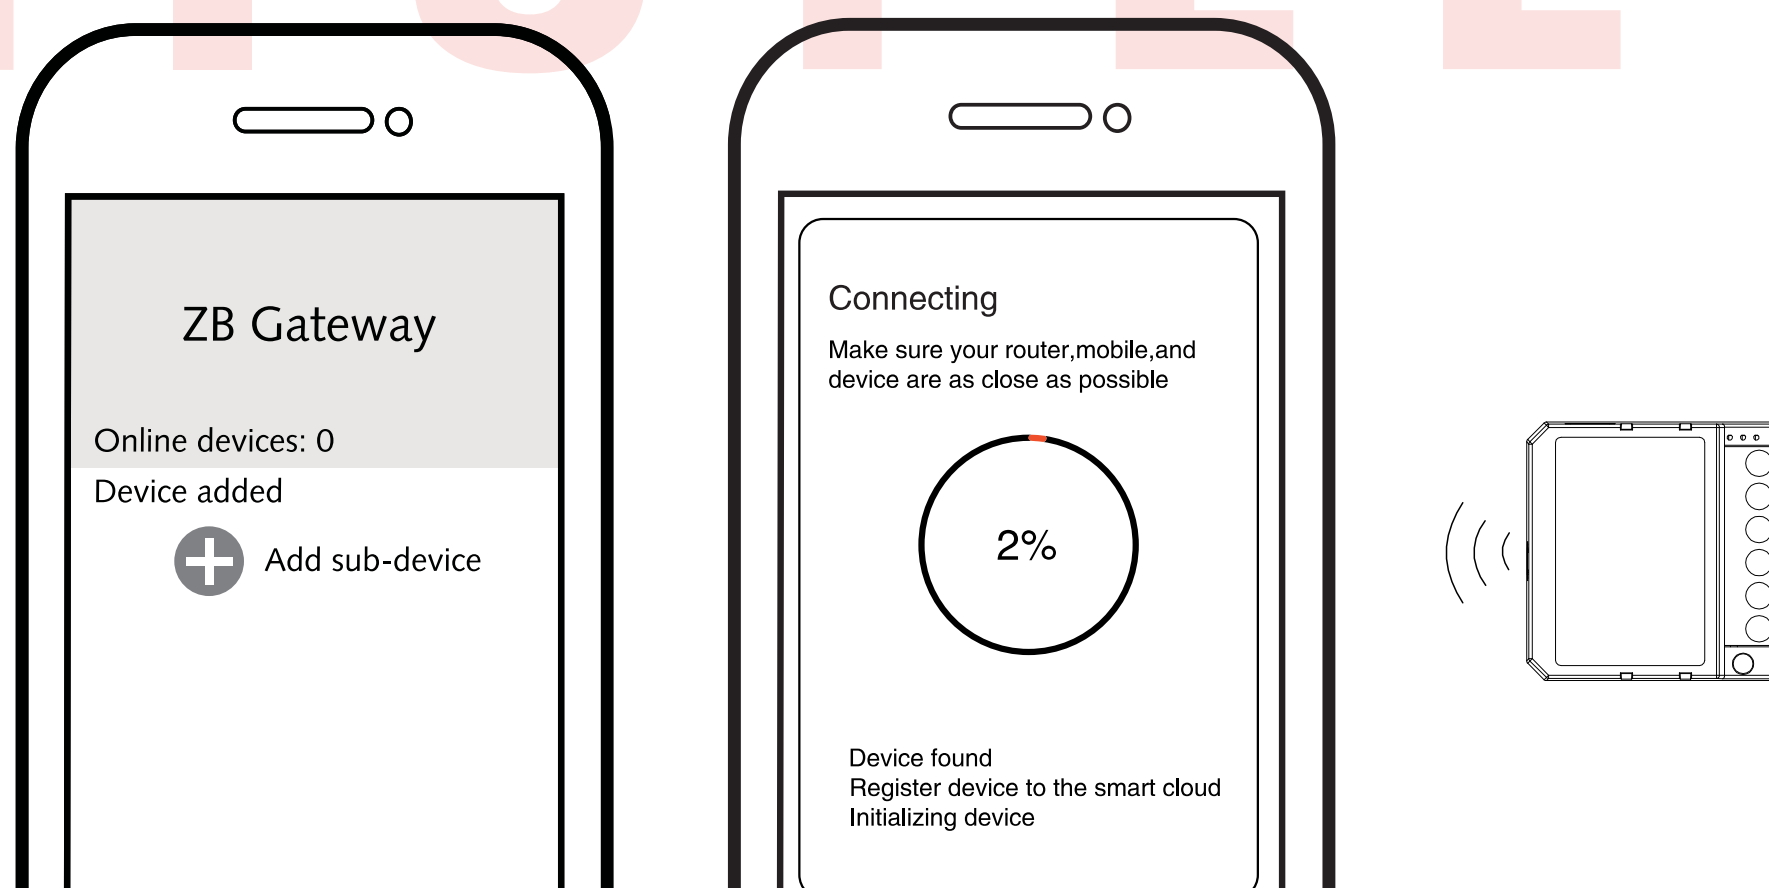 ZB Gateway
Online devices: 0
Device added
Add sub-device
Connecting
Make sure your router,mobile,and
device are as close as possible
2%
Device found
Register device to the smart cloud
Initializing device